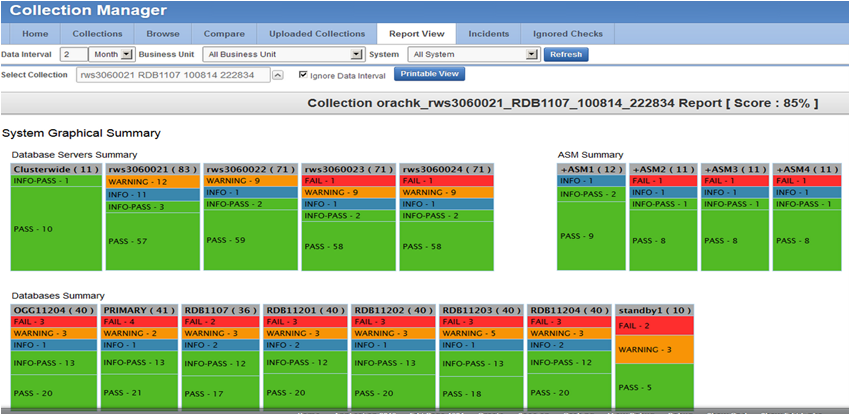 Collection Manager
Home Collections Browse Compare Uploaded Collections Report View Incidents Ignored Checks
Data Interval 2 Month Business Unit All Business Unit System All System Refresh
Select Collection rws3060021 RDB1107 100814 222834 Ignore Data Interval Printable View
Collection orachk_rws3060021_RDB1107_100814_222834 Report [ Score : 85% ]
System Graphical Summary
Database Servers Summary
Clusterwide ( 11 )
INFO-PASS - 1
PASS - 10
rws3060021 ( 83 )
WARNING - 12
INFO - 11
INFO-PASS - 3
PASS - 57
rws3060022 ( 71 )
WARNING - 9
INFO - 1
INFO-PASS - 2
PASS - 59
rws3060023 ( 71 )
FAIL - 1
WARNING - 9
INFO - 1
INFO-PASS - 2
PASS - 58
rws3060024 ( 71 )
FAIL - 1
WARNING - 9
INFO - 1
INFO-PASS - 2
PASS - 58
ASM Summary
+ASM1 ( 12 )
INFO - 1
INFO-PASS - 2
PASS - 9
+ASM2 ( 11 )
FAIL - 1
INFO - 1
INFO-PASS - 1
PASS - 8
+ASM3 ( 11 )
FAIL - 1
INFO - 1
INFO-PASS - 1
PASS - 8
+ASM4 ( 11 )
FAIL - 1
INFO - 1
INFO-PASS - 1
PASS - 8
Databases Summary
OGG11204 ( 40 )
FAIL - 3
WARNING - 3
INFO - 1
INFO-PASS - 13
PASS - 20
PRIMARY ( 41 )
FAIL - 4
WARNING - 2
INFO - 1
INFO-PASS - 13
PASS - 21
RDB1107 ( 36 )
FAIL - 2
WARNING - 3
INFO - 2
INFO-PASS - 12
PASS - 17
RDB11201 ( 40 )
FAIL - 3
WARNING - 3
INFO - 2
INFO-PASS - 12
PASS - 20
RDB11202 ( 40 )
FAIL - 3
WARNING - 3
INFO - 2
INFO-PASS - 12
PASS - 20
RDB11203 ( 40 )
FAIL - 3
WARNING - 5
INFO - 1
INFO-PASS - 13
PASS - 18
RDB11204 ( 40 )
FAIL - 3
WARNING - 3
INFO - 2
INFO-PASS - 12
PASS - 20
standby1 ( 10 )
FAIL - 2
WARNING - 3
PASS - 5